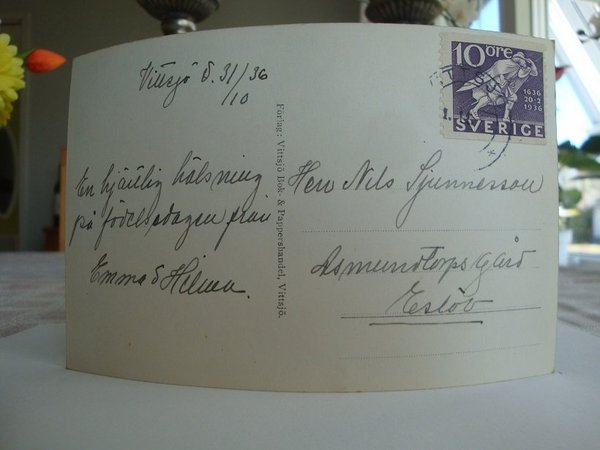 Vittsjö d. 31/10 36
En hjärtlig hälsning
på födelsedagen från
Emma & Hilma.
Förlag: Vittsjö Bok- & Pappershandel, Vittsjö.
10 öre
1636
20-2
1936
SVERIGE
Herr Nils Sjunnesson
Asmundtorps gård
Eslöv